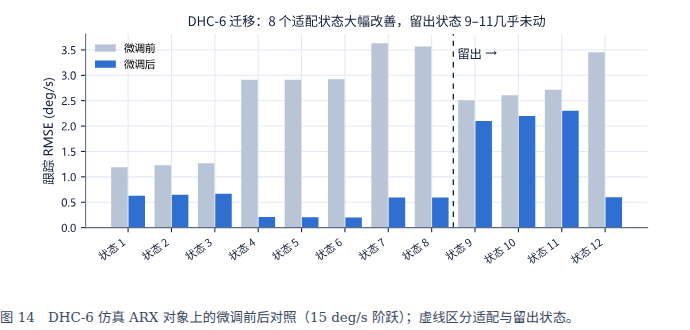 DHC-6 迁移：8 个适配状态大幅改善，留出状态 9–11几乎未动
微调前
微调后
留出 →
跟踪 RMSE (deg/s)
3.5
3.0
2.5
2.0
1.5
1.0
0.5
0.0
状态 1
状态 2
状态 3
状态 4
状态 5
状态 6
状态 7
状态 8
状态 9
状态 10
状态 11
状态 12
图 14 DHC-6 仿真 ARX 对象上的微调前后对照（15 deg/s 阶跃）；虚线区分适配与留出状态。